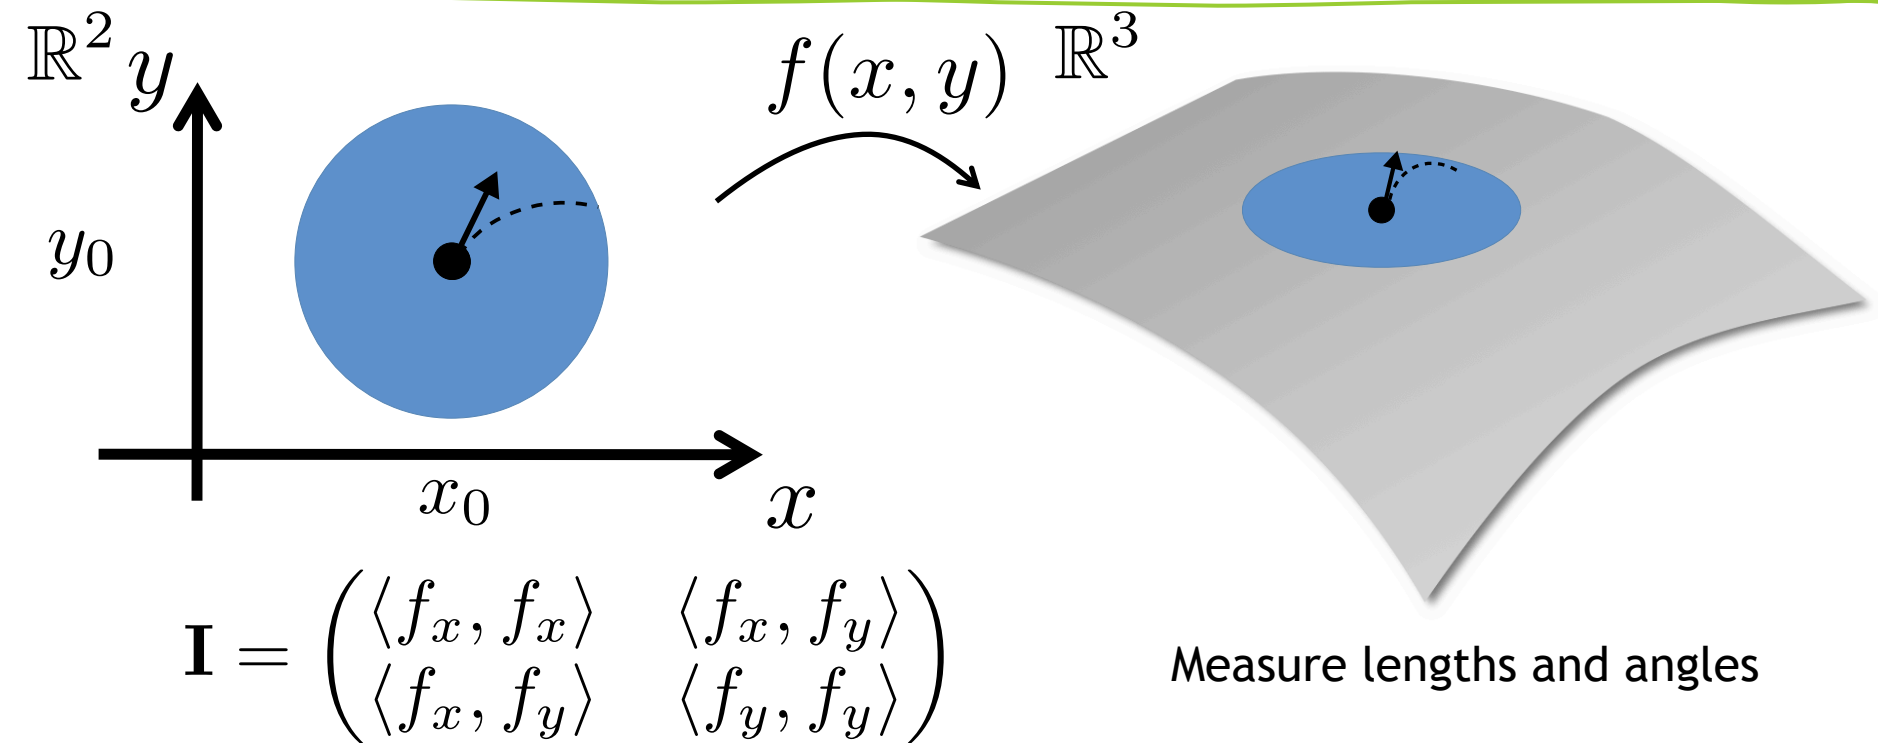 ℝ² y
f(x, y) ℝ³
y₀
x₀
x
I = ( ⟨fₓ, fₓ⟩ ⟨fₓ, f_y⟩
⟨fₓ, f_y⟩ ⟨f_y, f_y⟩ )
Measure lengths and angles